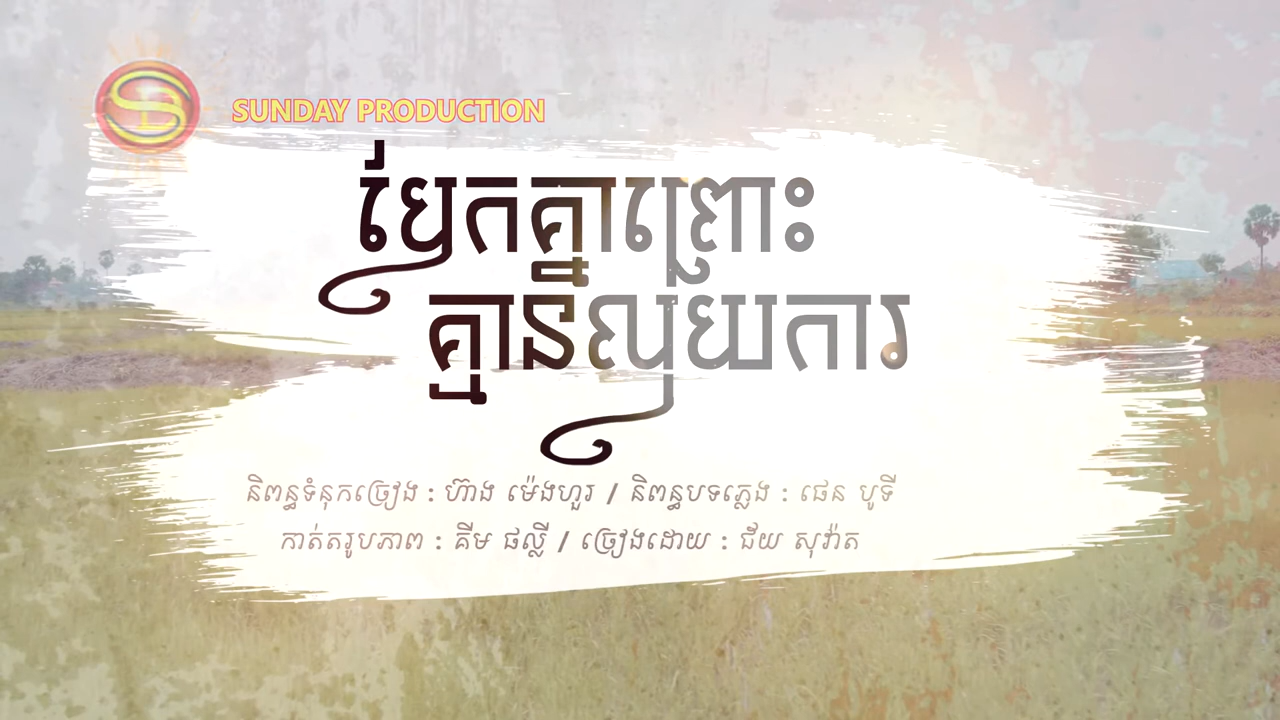 SUNDAY PRODUCTION
បែកគ្នាព្រោះ
គ្មានលុយការ
និពន្ធទំនុកច្រៀង : ហ៊ាង ម៉េងហួរ / និពន្ធបទភ្លេង : ផេន បូទី
កាត់តរូបភាព : គីម ផល្លី / ច្រៀងដោយ : ជ័យ សុវ៉ាត